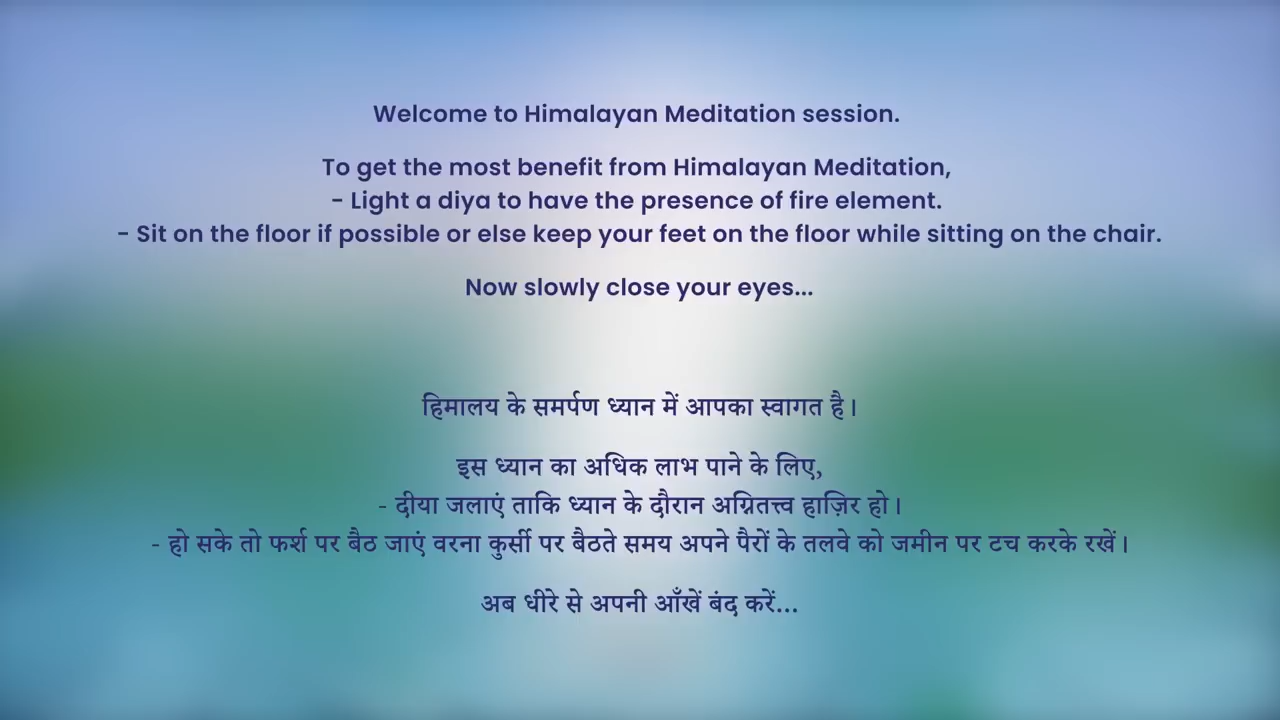 Welcome to Himalayan Meditation session.
To get the most benefit from Himalayan Meditation,
- Light a diya to have the presence of fire element.
- Sit on the floor if possible or else keep your feet on the floor while sitting on the chair.
Now slowly close your eyes...
हिमालय के समर्पण ध्यान में आपका स्वागत है।
इस ध्यान का अधिक लाभ पाने के लिए,
- दीया जलाएं ताकि ध्यान के दौरान अग्नितत्त्व हाज़िर हो।
- हो सके तो फर्श पर बैठ जाएं वरना कुर्सी पर बैठते समय अपने पैरों के तलवे को जमीन पर टच करके रखें।
अब धीरे से अपनी आँखें बंद करें...